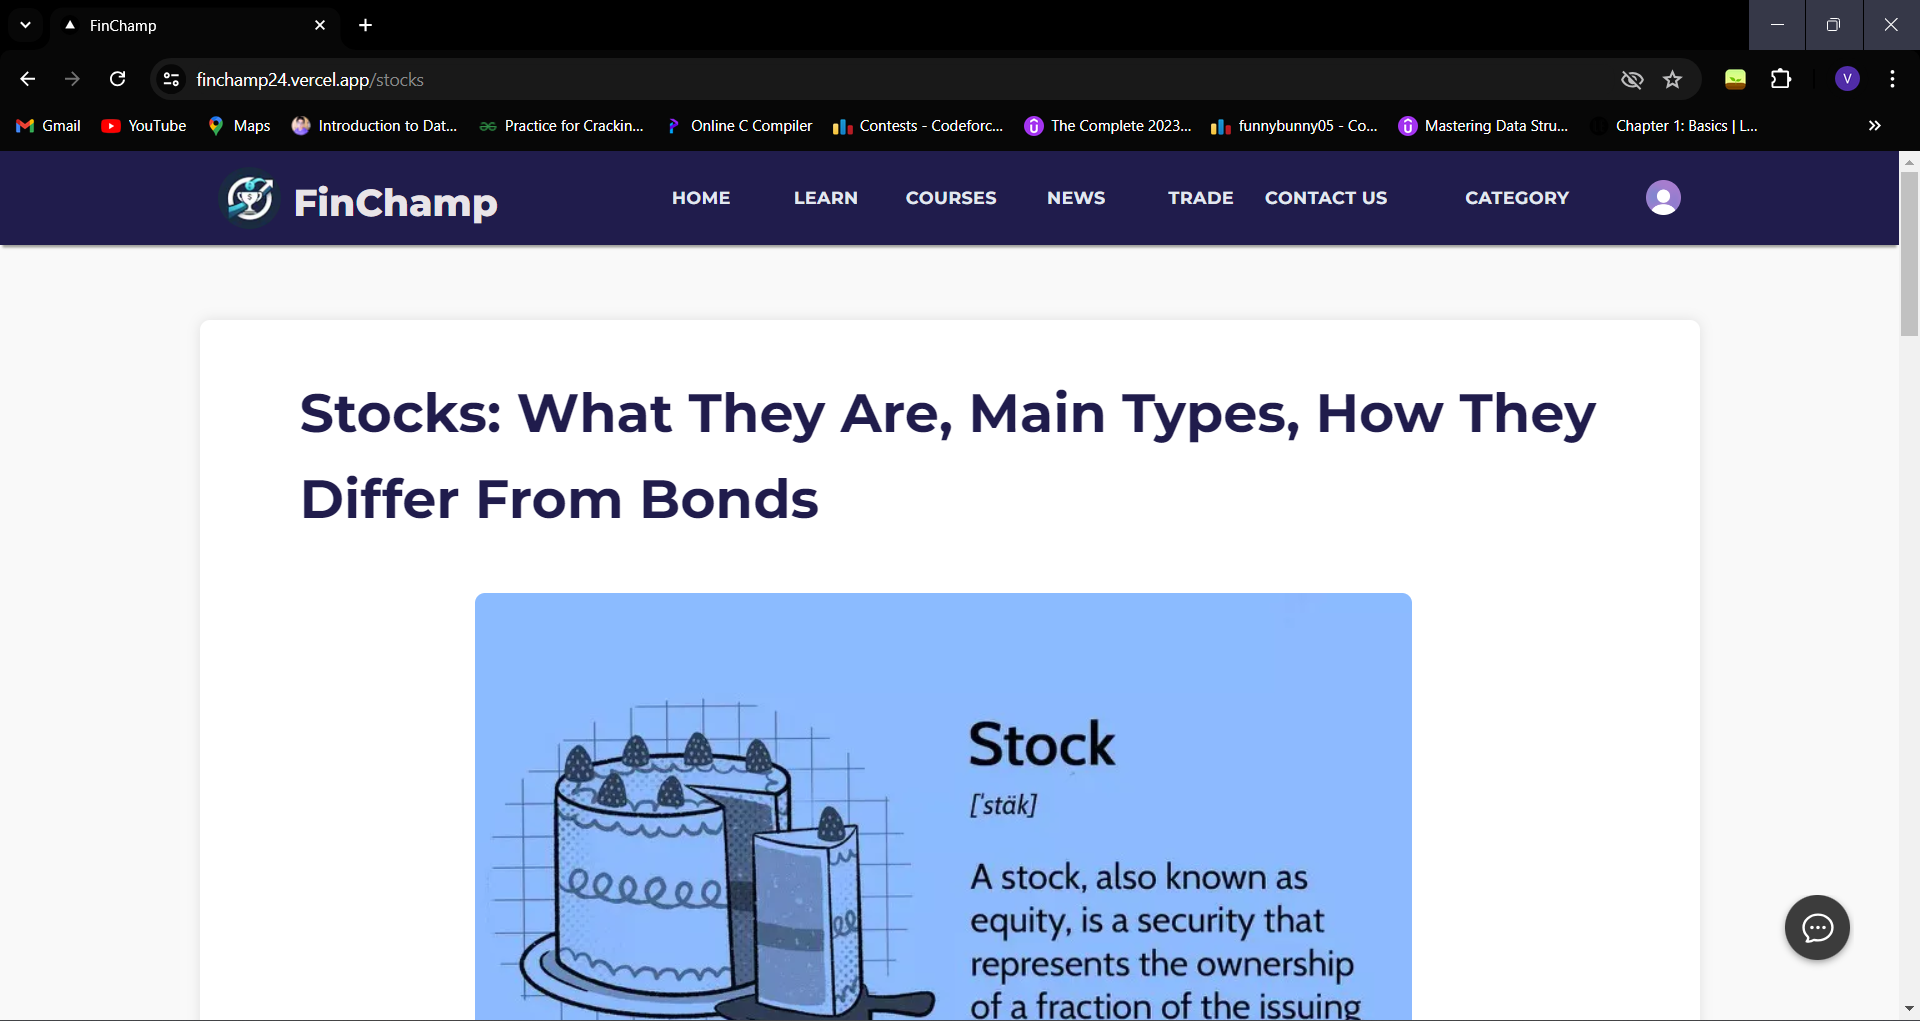 FinChamp
finchamp24.vercel.app/stocks
V
Gmail YouTube Maps Introduction to Dat... Practice for Crackin... Online C Compiler Contests - Codeforc... The Complete 2023... funnybunny05 - Co... Mastering Data Stru... Chapter 1: Basics | L...
FinChamp HOME LEARN COURSES NEWS TRADE CONTACT US CATEGORY
Stocks: What They Are, Main Types, How They
Differ From Bonds
Stock
['stäk]
A stock, also known as
equity, is a security that
represents the ownership
of a fraction of the issuing